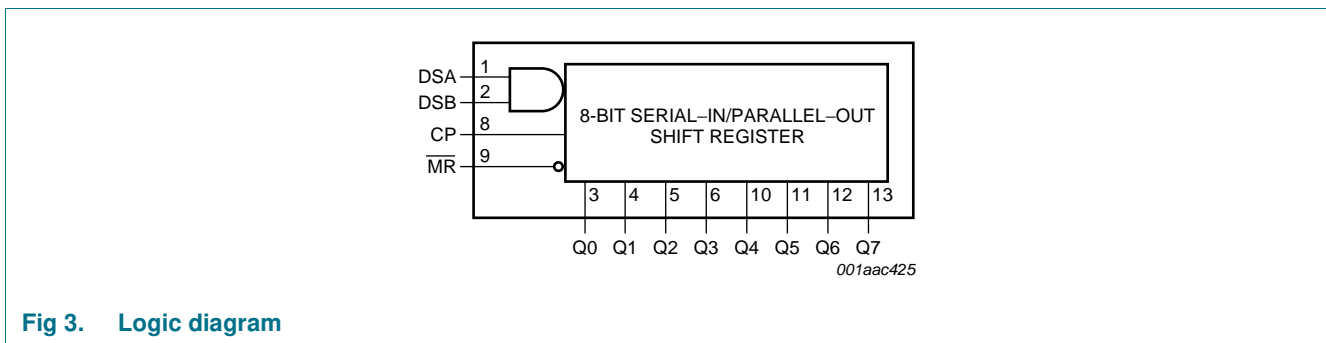 DSA 1
DSB 2
CP 8
M̅R̅ 9
8-BIT SERIAL–IN/PARALLEL–OUT
SHIFT REGISTER
3 4 5 6 10 11 12 13
Q0 Q1 Q2 Q3 Q4 Q5 Q6 Q7
001aac425
Fig 3. Logic diagram